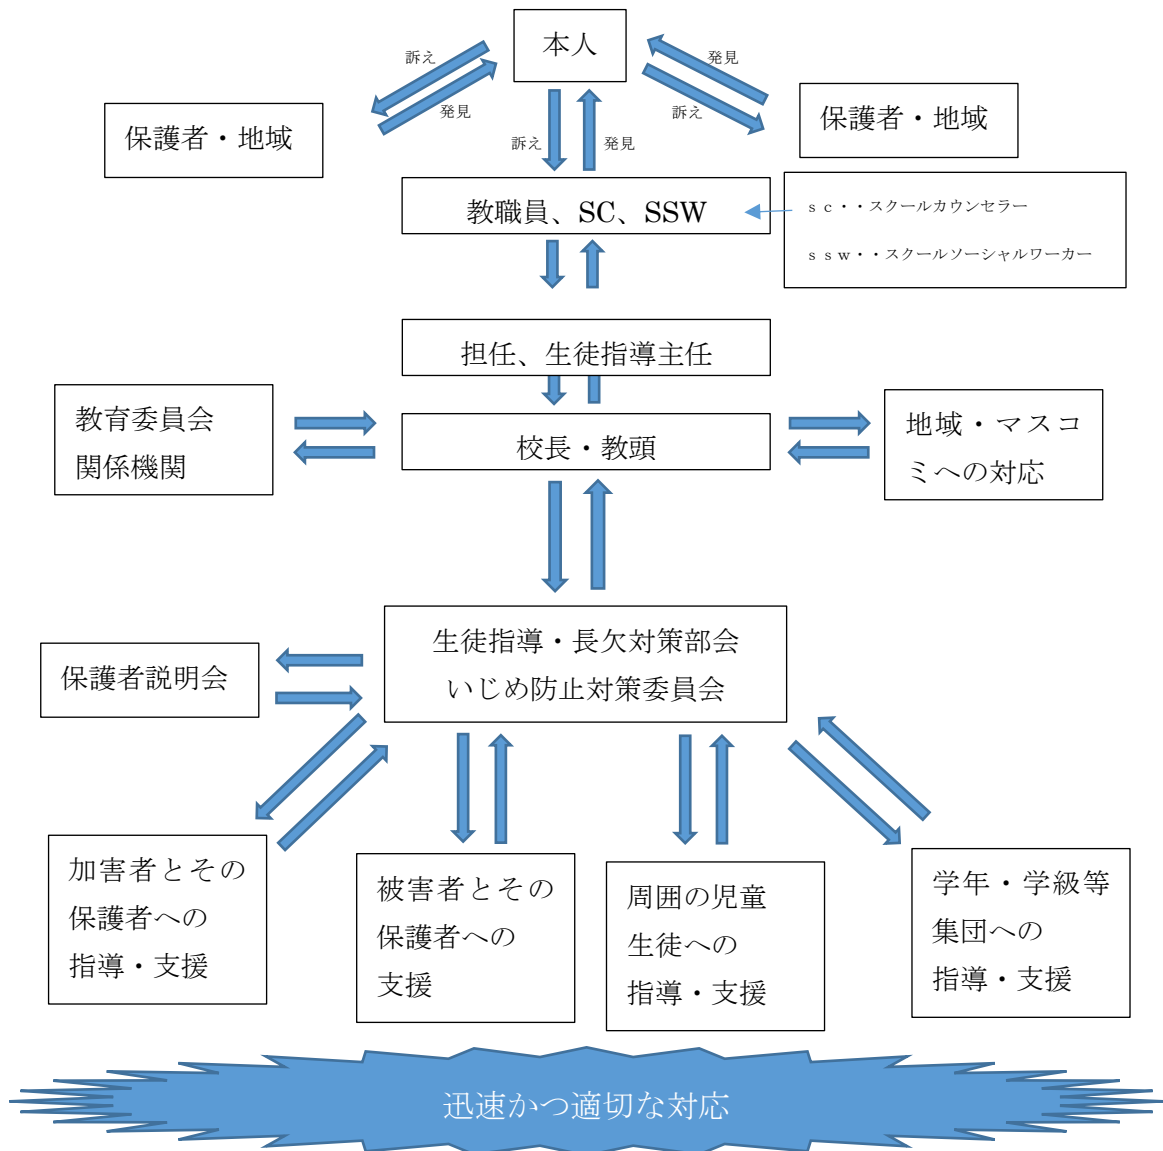 本人
訴え
発見
発見
訴え
訴え
発見
保護者・地域
保護者・地域
教職員、SC、SSW
ｓｃ・・スクールカウンセラー
ｓｓｗ・・スクールソーシャルワーカー
担任、生徒指導主任
教育委員会
関係機関
校長・教頭
地域・マスコ
ミへの対応
生徒指導・長欠対策部会
いじめ防止対策委員会
保護者説明会
加害者とその
保護者への
指導・支援
被害者とその
保護者への
支援
周囲の児童
生徒への
指導・支援
学年・学級等
集団への
指導・支援
迅速かつ適切な対応